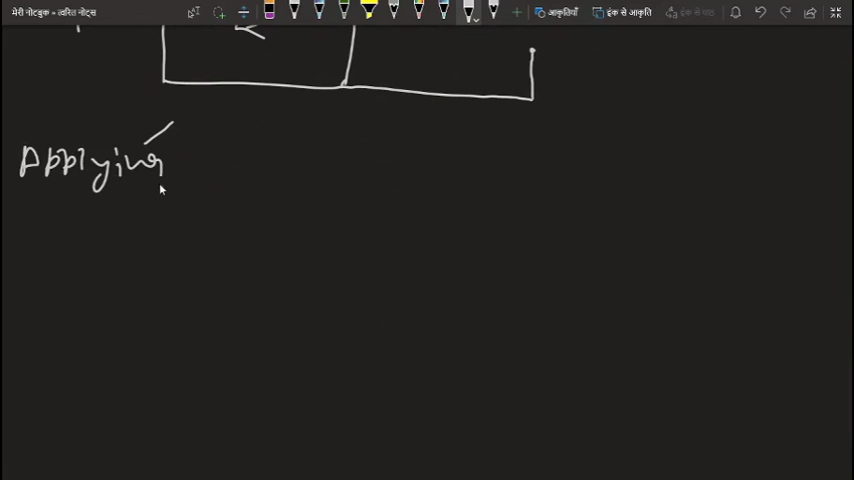 मेरी नोटबुक » त्वरित नोट्स आकृतियाँ इंक से आकृति इंक से पाठ
Applying